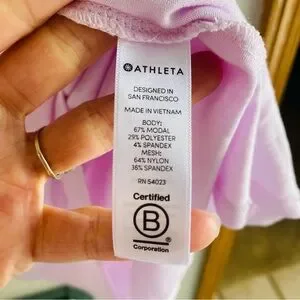 ATHLETA
DESIGNED IN
SAN FRANCISCO
MADE IN VIETNAM
BODY:
67% MODAL
29% POLYESTER
4% SPANDEX
MESH:
64% NYLON
36% SPANDEX
RN 54023
Certified
B
Corporation